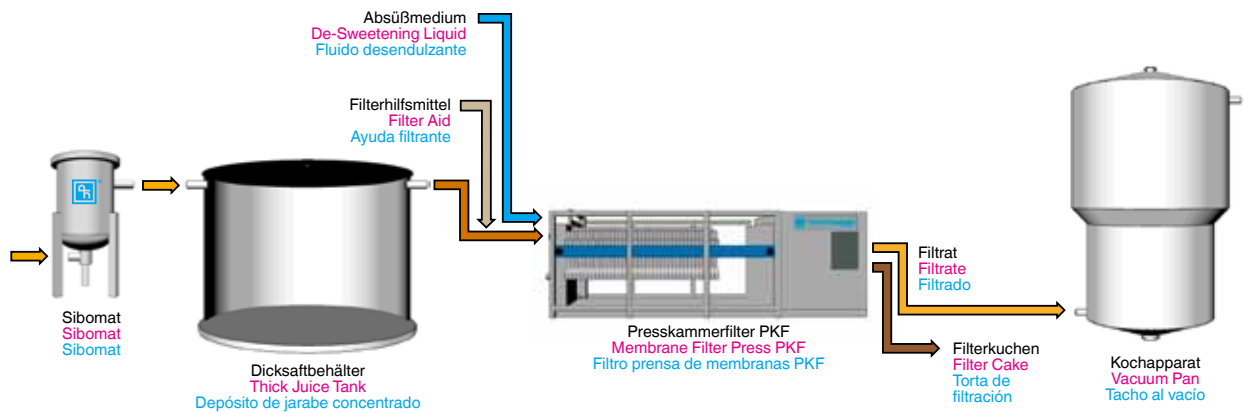 Absüßmedium
De-Sweetening Liquid
Fluido desendulzante
Filterhilfsmittel
Filter Aid
Ayuda filtrante
Sibomat
Sibomat
Sibomat
Dicksaftbehälter
Thick Juice Tank
Depósito de jarabe concentrado
Presskammerfilter PKF
Membrane Filter Press PKF
Filtro prensa de membranas PKF
Filtrat
Filtrate
Filtrado
Filterkuchen
Filter Cake
Torta de
filtración
Kochapparat
Vacuum Pan
Tacho al vacío